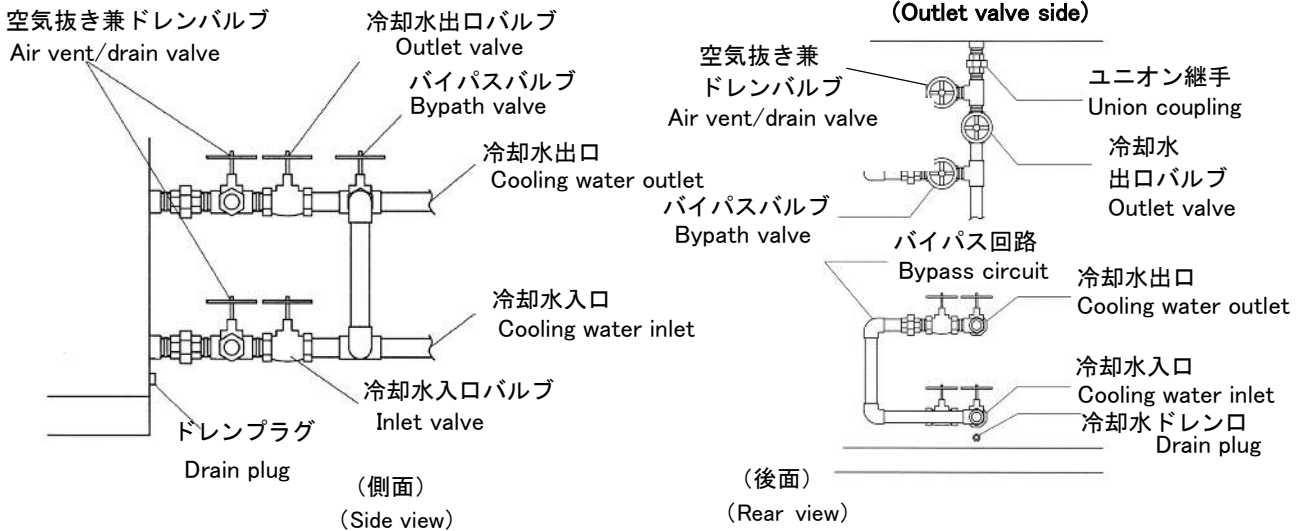 空気抜き兼ドレンバルブ
Air vent/drain valve
冷却水出口バルブ
Outlet valve
バイパスバルブ
Bypath valve
冷却水出口
Cooling water outlet
冷却水入口
Cooling water inlet
冷却水入口バルブ
Inlet valve
ドレンプラグ
Drain plug
（側面）
（Side view）
（Outlet valve side）
空気抜き兼
ドレンバルブ
Air vent/drain valve
ユニオン継手
Union coupling
冷却水
出口バルブ
Outlet valve
バイパスバルブ
Bypath valve
バイパス回路
Bypass circuit
冷却水出口
Cooling water outlet
冷却水入口
Cooling water inlet
冷却水ドレン口
Drain plug
（後面）
（Rear view）